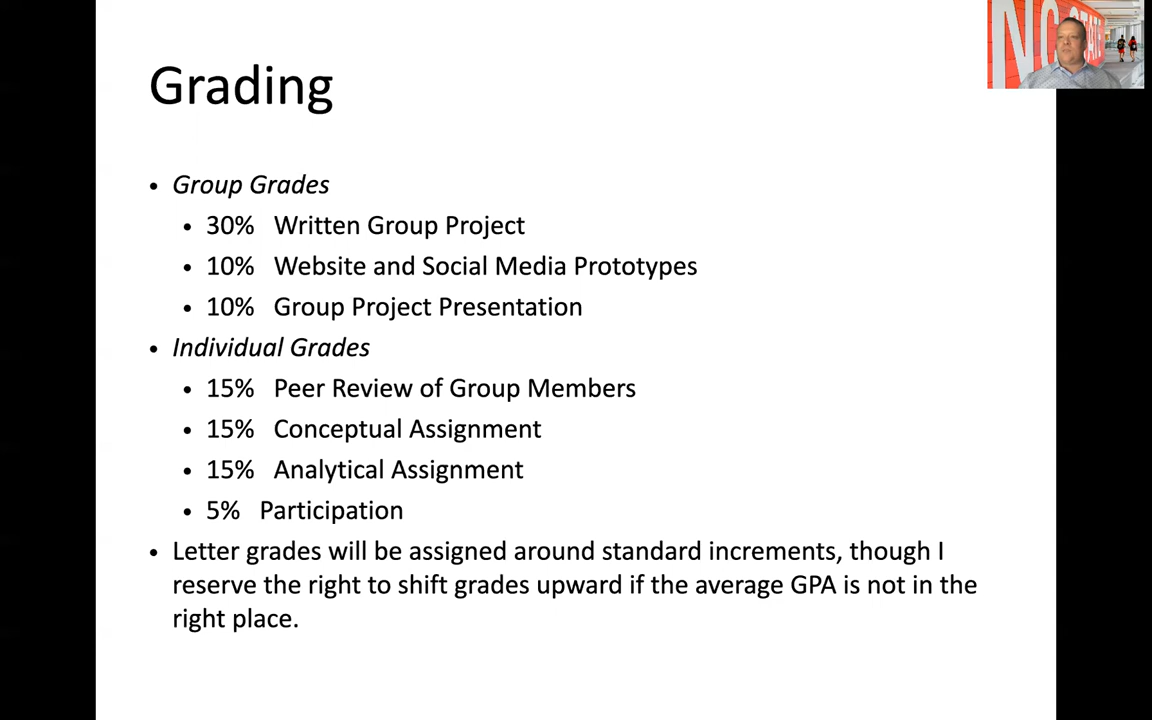 NC STATE
Grading
• Group Grades
• 30% Written Group Project
• 10% Website and Social Media Prototypes
• 10% Group Project Presentation
• Individual Grades
• 15% Peer Review of Group Members
• 15% Conceptual Assignment
• 15% Analytical Assignment
• 5% Participation
• Letter grades will be assigned around standard increments, though I
reserve the right to shift grades upward if the average GPA is not in the
right place.